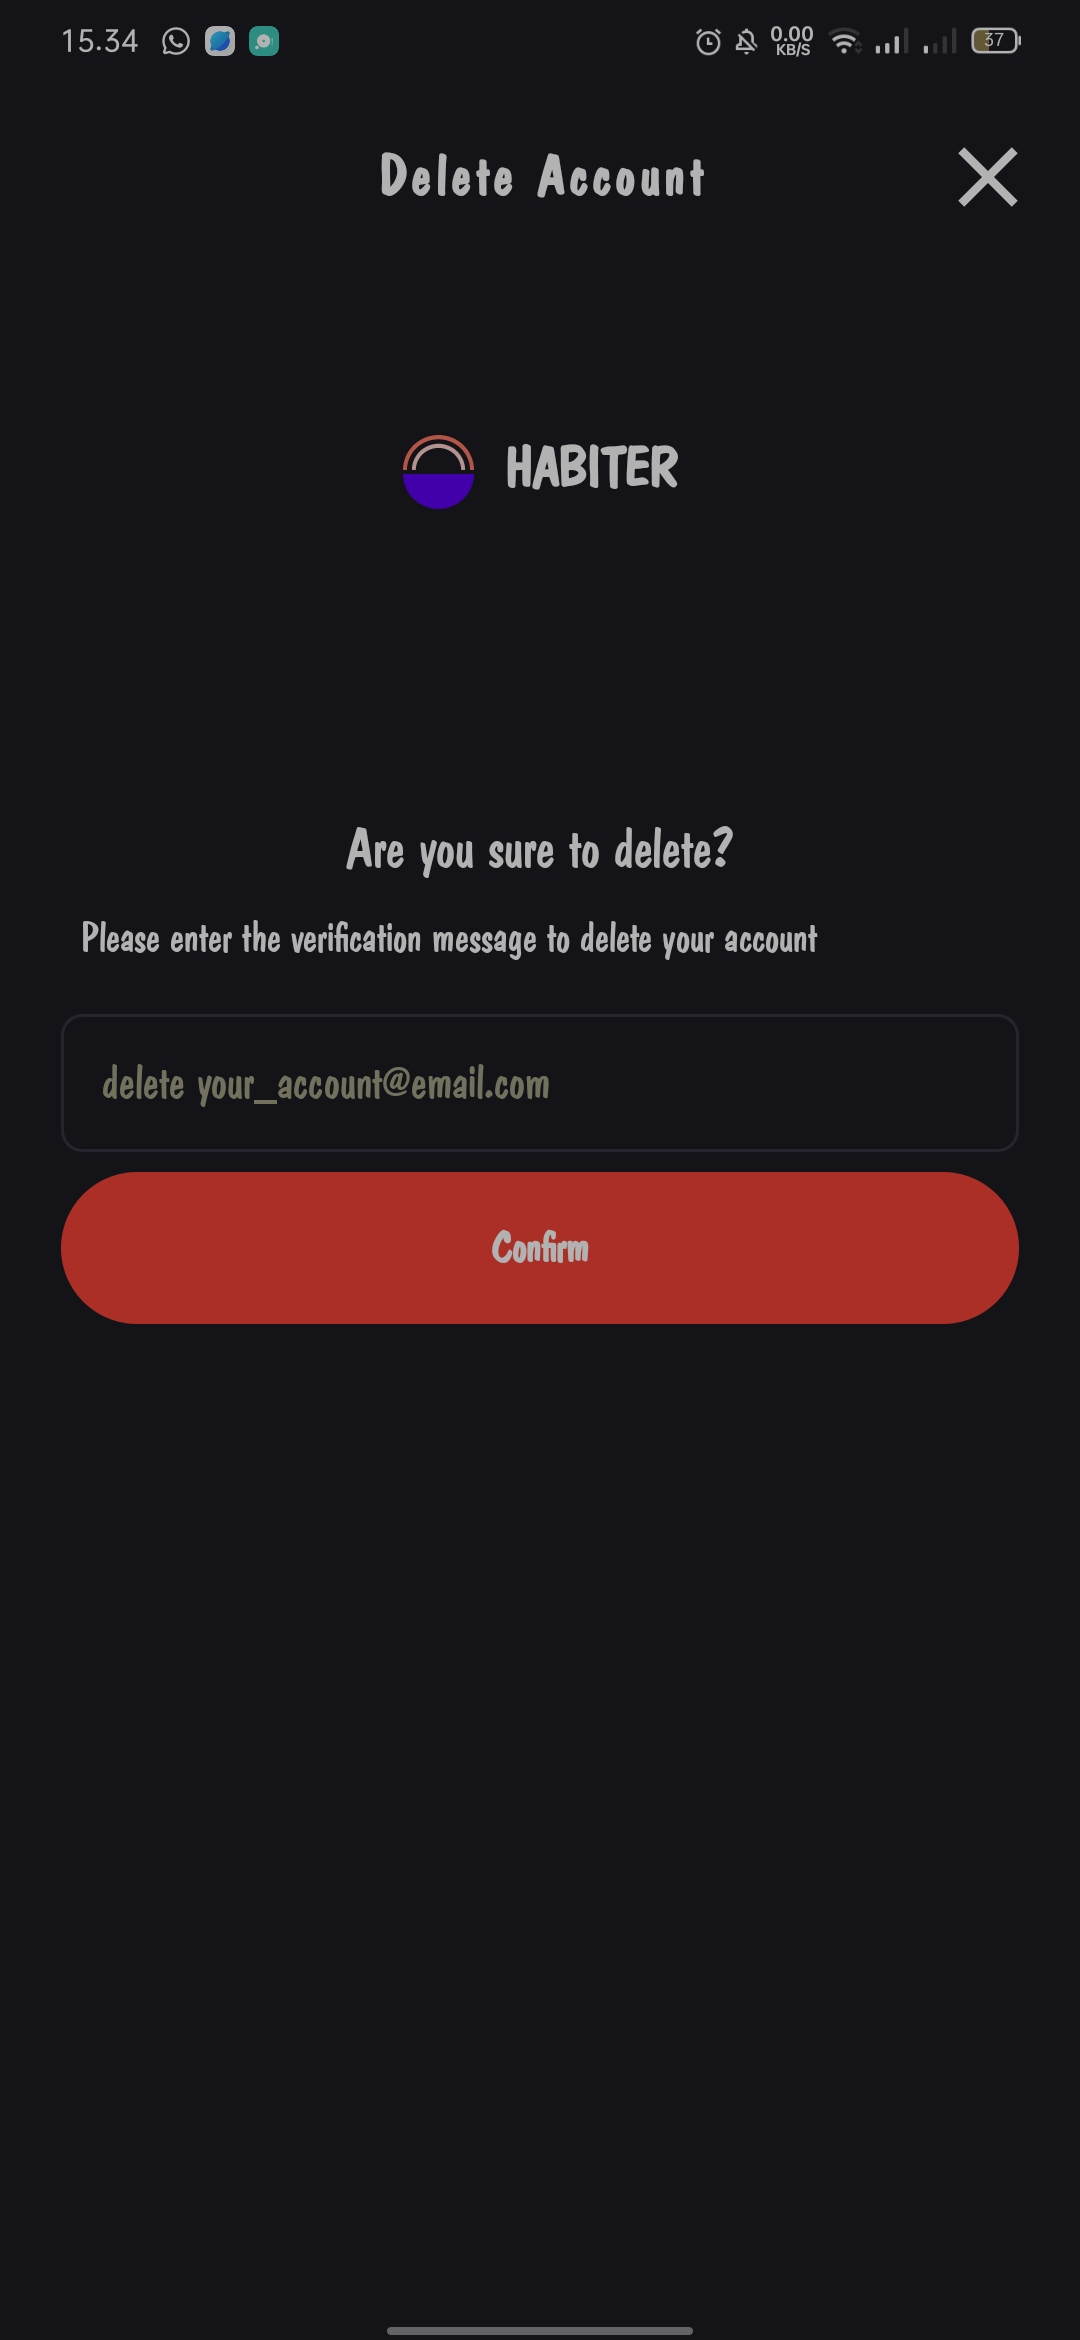 15.34 0.00 KB/S 37
Delete Account
HABITER
Are you sure to delete?
Please enter the verification message to delete your account
delete your_account@email.com
Confirm